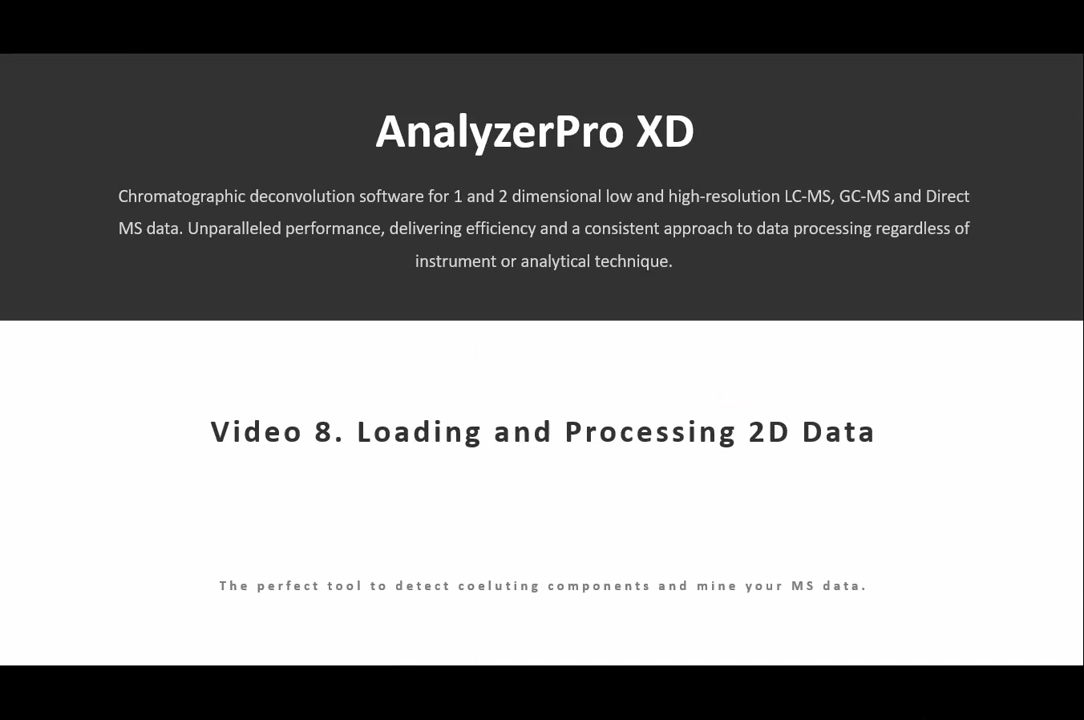 AnalyzerPro XD
Chromatographic deconvolution software for 1 and 2 dimensional low and high-resolution LC-MS, GC-MS and Direct
MS data. Unparalleled performance, delivering efficiency and a consistent approach to data processing regardless of
instrument or analytical technique.
Video 8. Loading and Processing 2D Data
The perfect tool to detect coeluting components and mine your MS data.